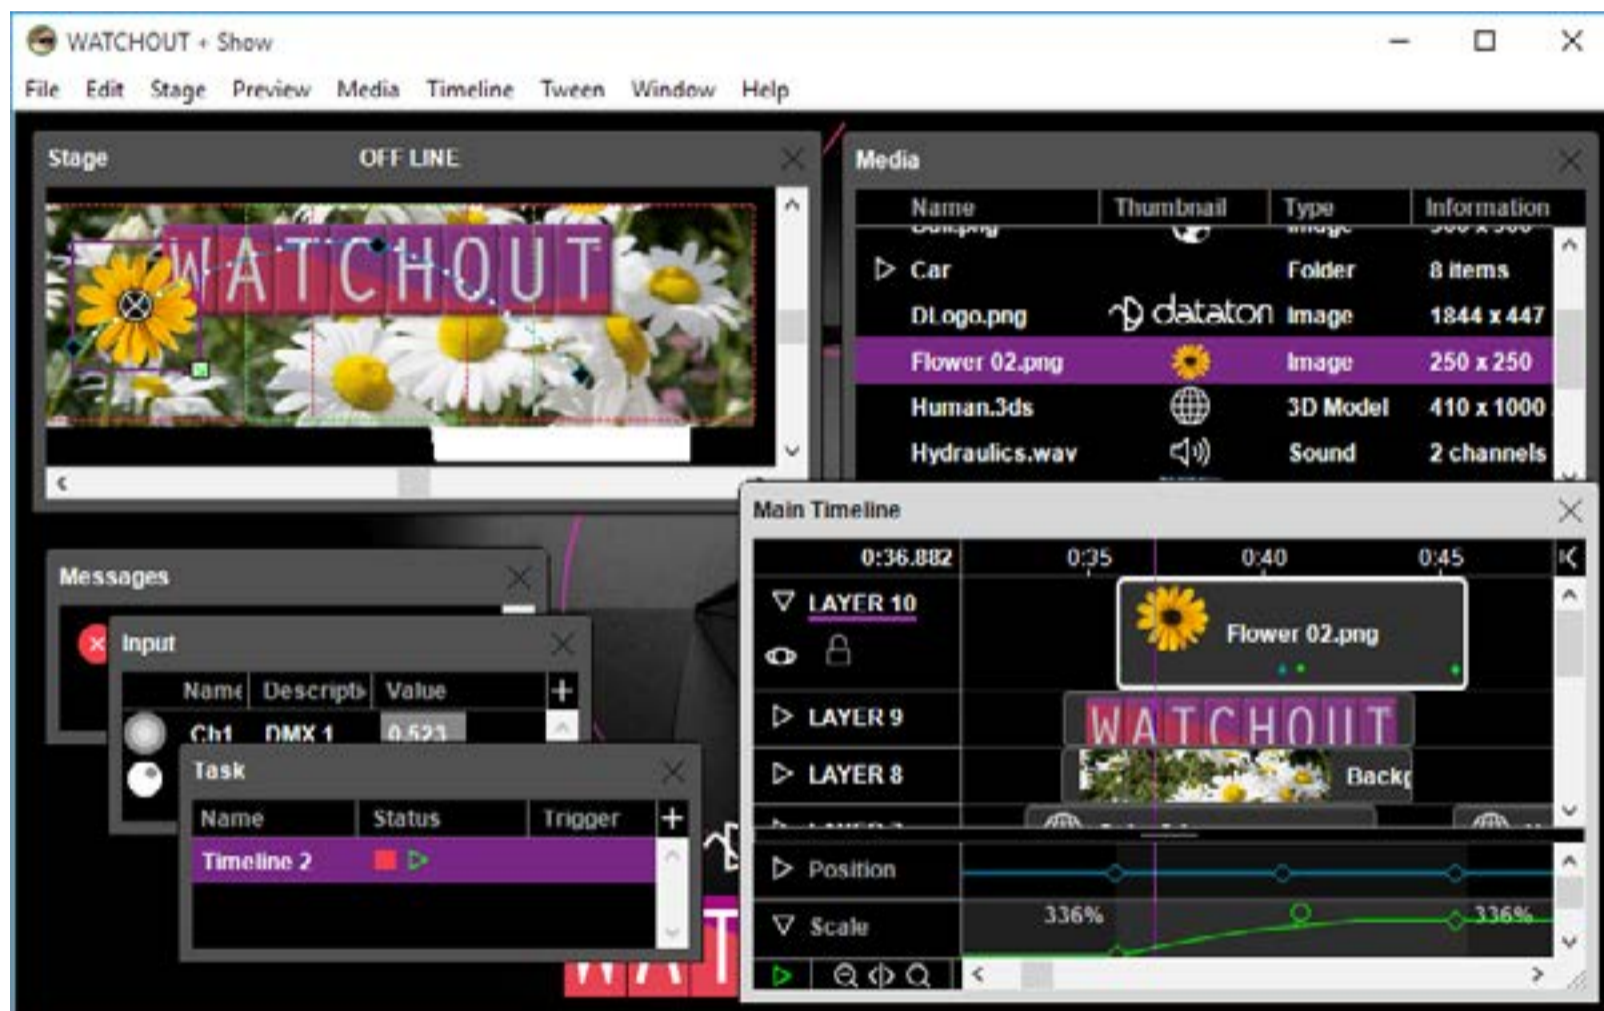 WATCHOUT + Show
File Edit Stage Preview Media Timeline Tween Window Help
Stage OFF LINE
WATCHOUT
Media
Name Thumbnail Type Information
Car Folder 8 items
DLogo.png dataton Image 1844 x 447
Flower 02.png Image 250 x 250
Human.3ds 3D Model 410 x 1000
Hydraulics.wav Sound 2 channels
Messages
Input
Name Descripti Value +
Ch1 DMX 1 0.523
Task
Name Status Trigger +
Timeline 2
WAT
Main Timeline
0:36.882 0:35 0:40 0:45
LAYER 10 Flower 02.png
LAYER 9 WATCHOUT
LAYER 8 Backg
Position
Scale 336% 336%